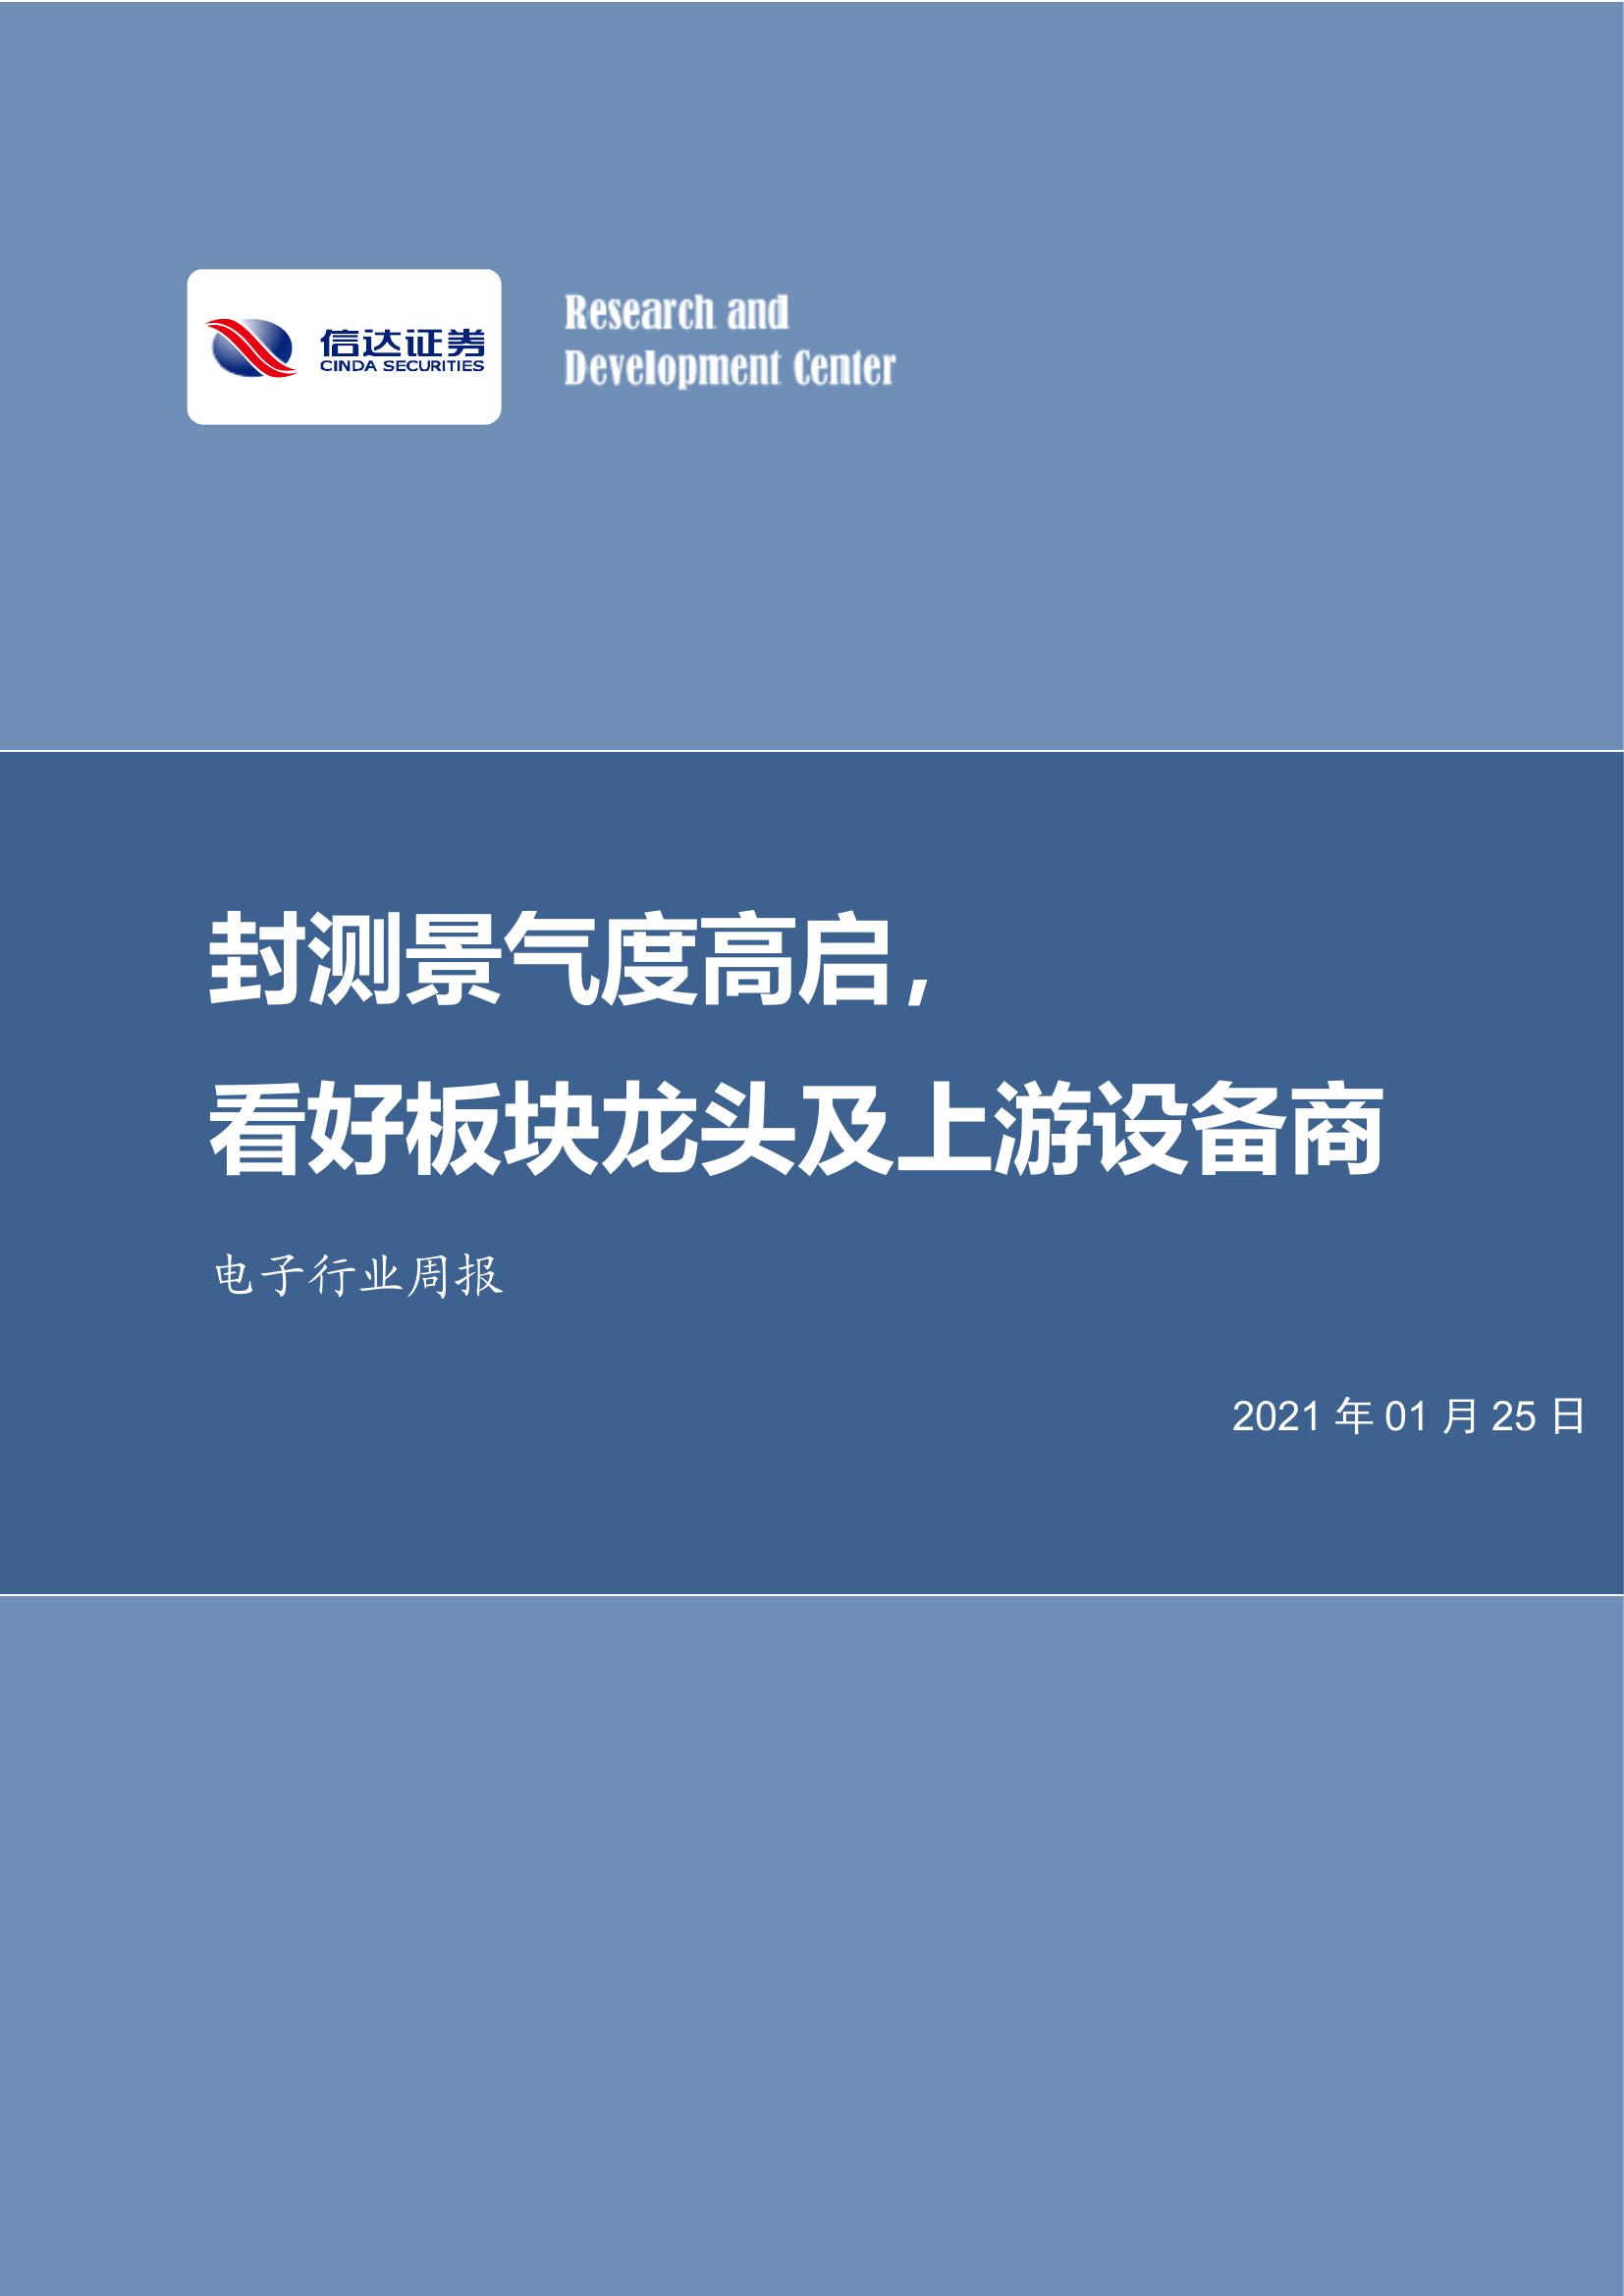 信达证券
CINDA SECURITIES
Research and
Development Center
封测景气度高启，
看好板块龙头及上游设备商
电子行业周报
2021 年 01 月 25 日